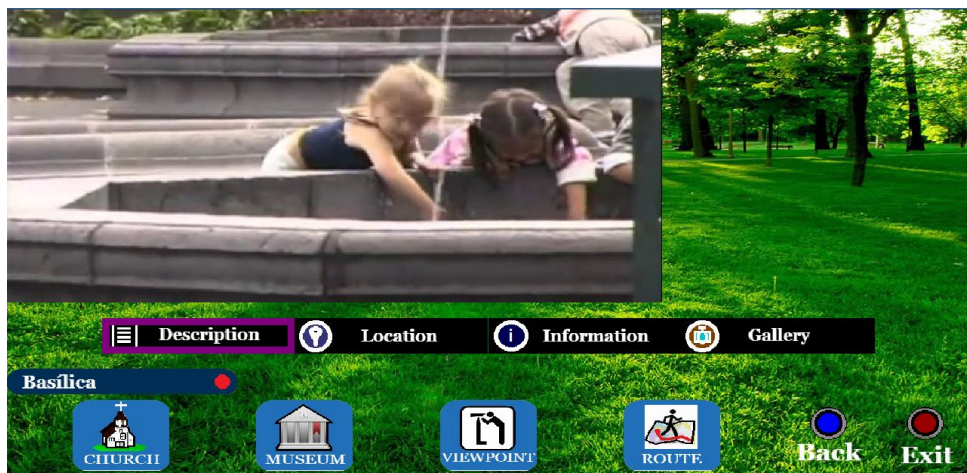 Description
Location
Information
Gallery
Basílica
CHURCH
MUSEUM
VIEWPOINT
ROUTE
Back
Exit